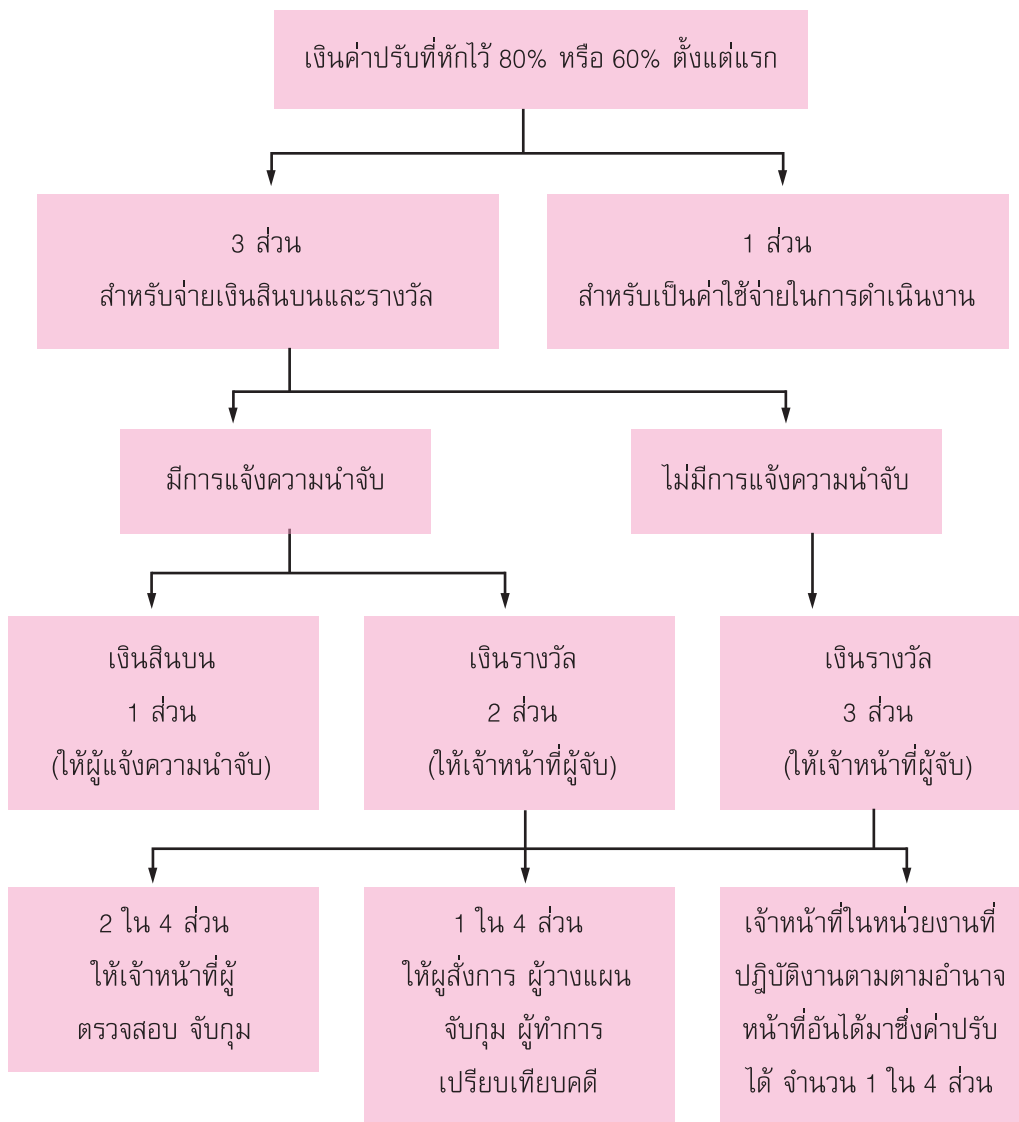 เงินค่าปรับที่หักไว้ 80% หรือ 60% ตั้งแต่แรก
3 ส่วน
สำหรับจ่ายเงินสินบนและรางวัล
1 ส่วน
สำหรับเป็นค่าใช้จ่ายในการดำเนินงาน
มีการแจ้งความนำจับ
ไม่มีการแจ้งความนำจับ
เงินสินบน
1 ส่วน
(ให้ผู้แจ้งความนำจับ)
เงินรางวัล
2 ส่วน
(ให้เจ้าหน้าที่ผู้จับ)
เงินรางวัล
3 ส่วน
(ให้เจ้าหน้าที่ผู้จับ)
2 ใน 4 ส่วน
ให้เจ้าหน้าที่ผู้
ตรวจสอบ จับกุม
1 ใน 4 ส่วน
ให้ผูสั่งการ ผู้วางแผน
จับกุม ผู้ทำการ
เปรียบเทียบคดี
เจ้าหน้าที่ในหน่วยงานที่
ปฎิบัติงานตามตามอำนาจ
หน้าที่อันได้มาซึ่งค่าปรับ
ได้ จำนวน 1 ใน 4 ส่วน